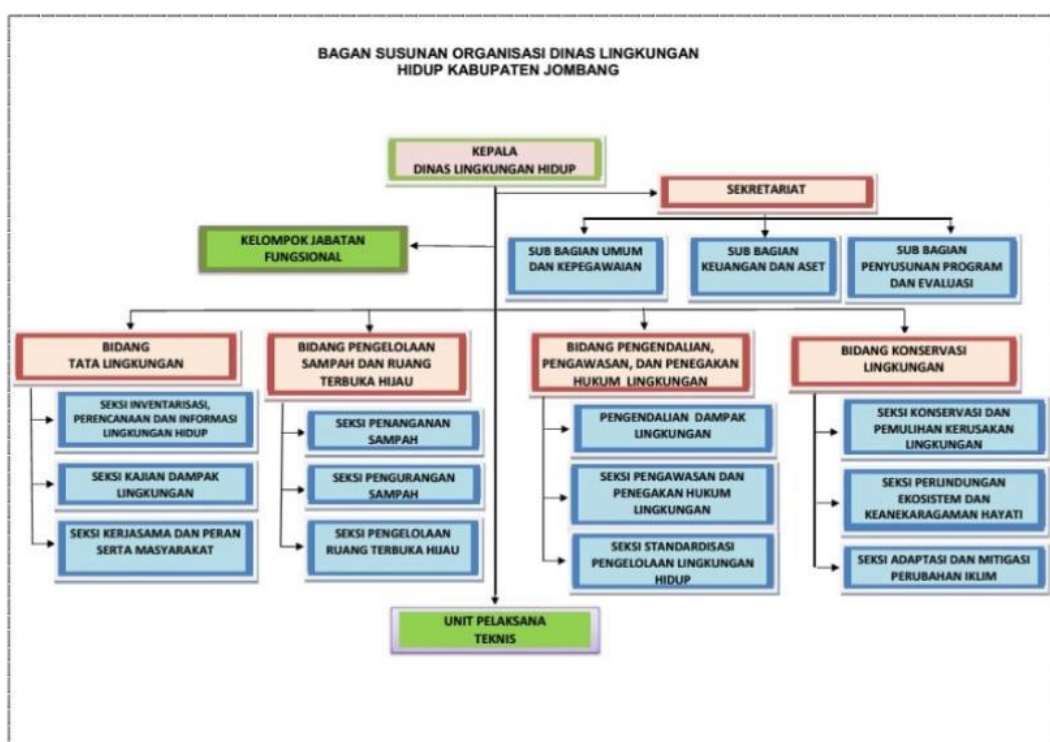 BAGAN SUSUNAN ORGANISASI DINAS LINGKUNGAN
HIDUP KABUPATEN JOMBANG
KEPALA
DINAS LINGKUNGAN HIDUP
SEKRETARIAT
KELOMPOK JABATAN
FUNGSIONAL
SUB BAGIAN UMUM
DAN KEPEGAWAIAN
SUB BAGIAN
KEUANGAN DAN ASET
SUB BAGIAN
PENYUSUNAN PROGRAM
DAN EVALUASI
BIDANG
TATA LINGKUNGAN
SEKSI INVENTARISASI,
PERENCANAAN DAN INFORMASI
LINGKUNGAN HIDUP
SEKSI KAJIAN DAMPAK
LINGKUNGAN
SEKSI KERJASAMA DAN PERAN
SERTA MASYARAKAT
BIDANG PENGELOLAAN
SAMPAH DAN RUANG
TERBUKA HIJAU
SEKSI PENANGANAN
SAMPAH
SEKSI PENGURANGAN
SAMPAH
SEKSI PENGELOLAAN
RUANG TERBUKA HIJAU
BIDANG PENGENDALIAN,
PENGAWASAN, DAN PENEGAKAN
HUKUM LINGKUNGAN
PENGENDALIAN DAMPAK
LINGKUNGAN
SEKSI PENGAWASAN DAN
PENEGAKAN HUKUM
LINGKUNGAN
SEKSI STANDARDISASI
PENGELOLAAN LINGKUNGAN
HIDUP
BIDANG KONSERVASI
LINGKUNGAN
SEKSI KONSERVASI DAN
PEMULIHAN KERUSAKAN
LINGKUNGAN
SEKSI PERLINDUNGAN
EKOSISTEM DAN
KEANEKARAGAMAN HAYATI
SEKSI ADAPTASI DAN MITIGASI
PERUBAHAN IKLIM
UNIT PELAKSANA
TEKNIS